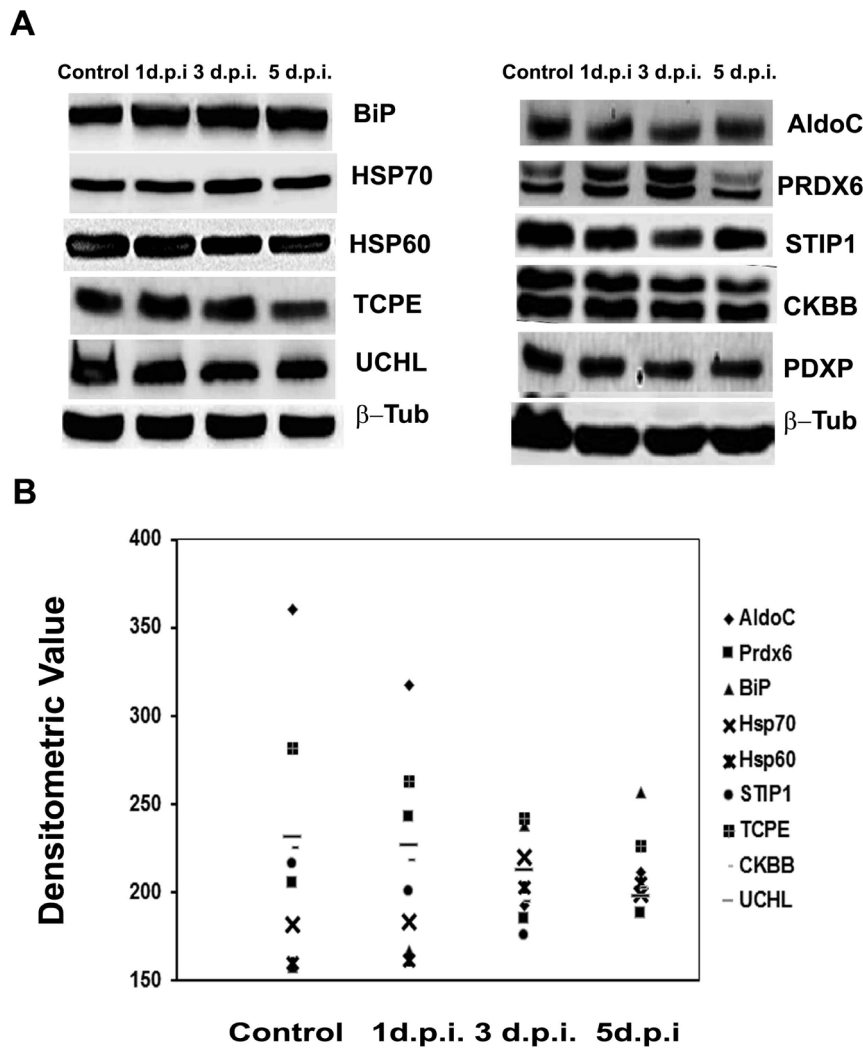 A
Control 1d.p.i 3 d.p.i. 5 d.p.i.
BiP
HSP70
HSP60
TCPE
UCHL
β–Tub
Control 1d.p.i 3 d.p.i. 5 d.p.i.
AldoC
PRDX6
STIP1
CKBB
PDXP
β–Tub
B
Densitometric Value
400
350
300
250
200
150
Control 1d.p.i. 3 d.p.i. 5d.p.i
AldoC
Prdx6
BiP
Hsp70
Hsp60
STIP1
TCPE
CKBB
UCHL